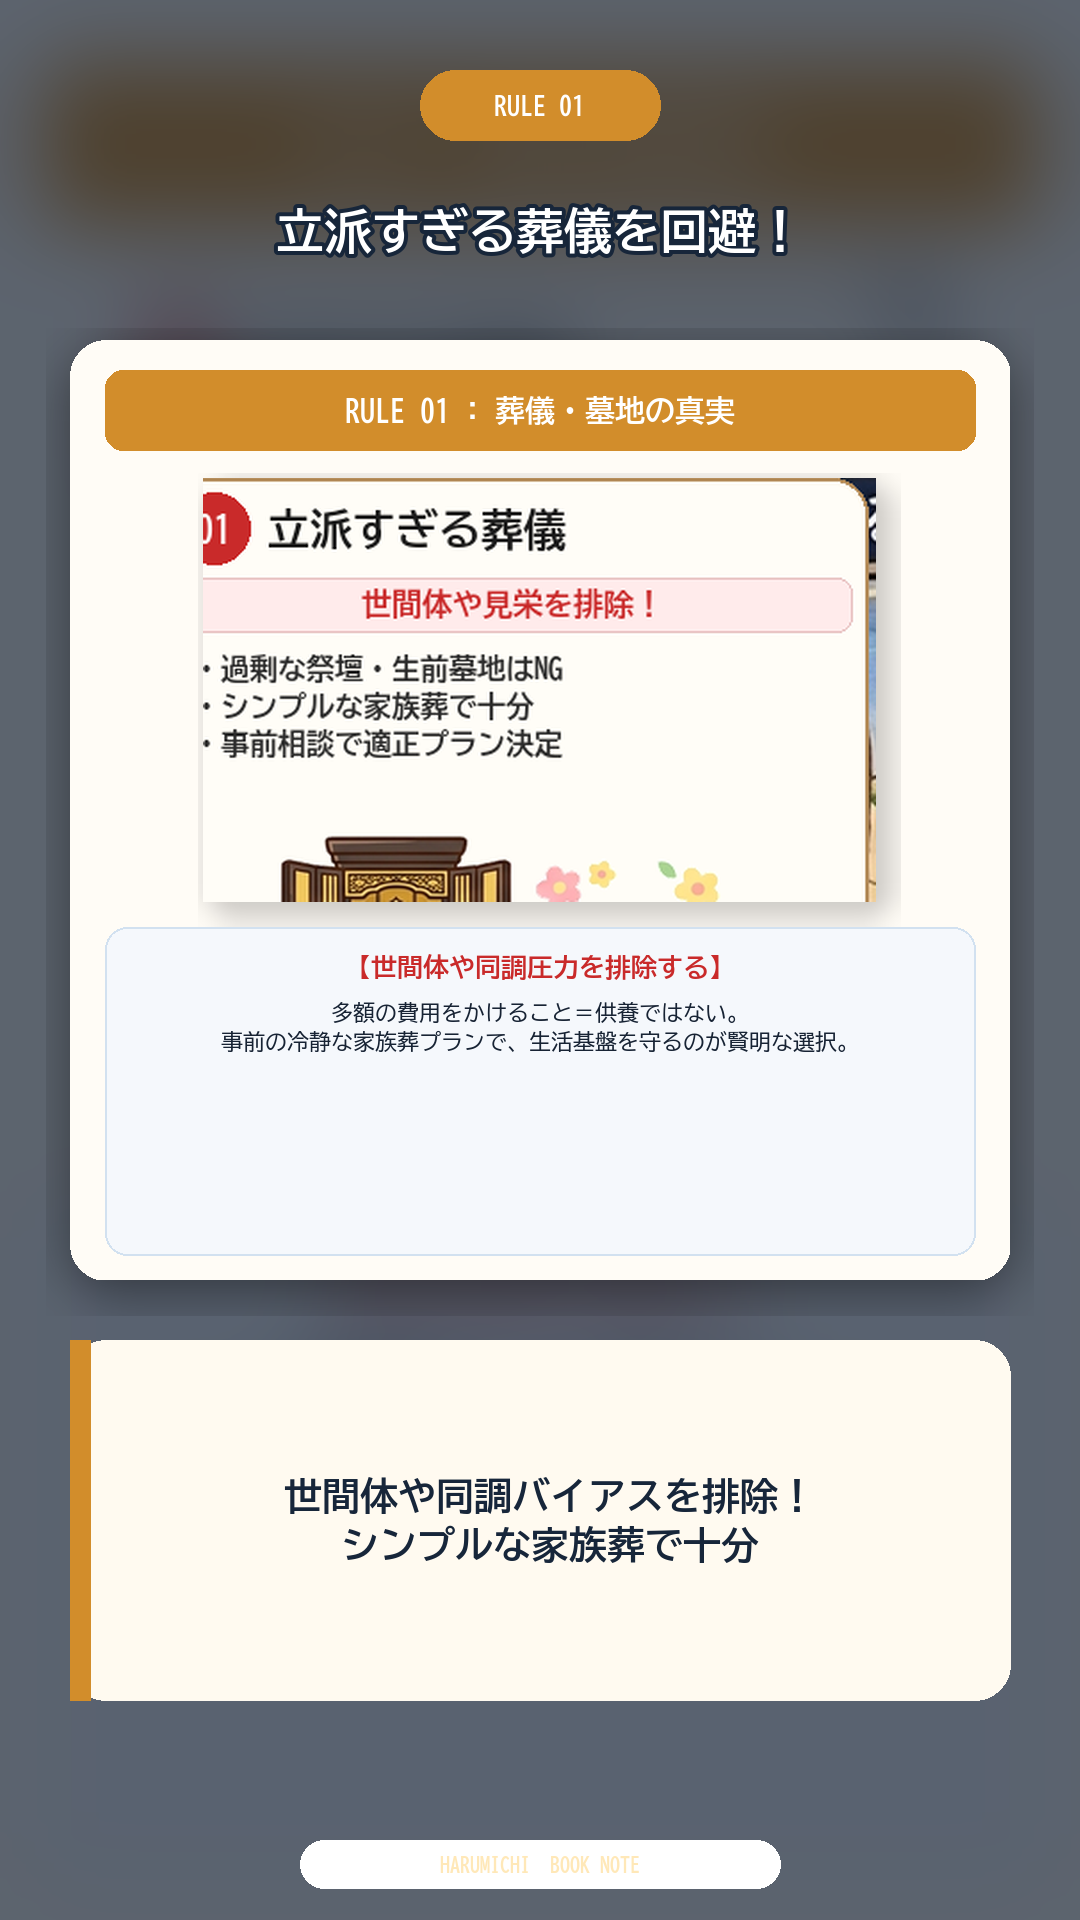 RULE 01
立派すぎる葬儀を回避！
RULE 01 : 葬儀・墓地の真実
01 立派すぎる葬儀
世間体や見栄を排除！
・過剰な祭壇・生前墓地はNG
・シンプルな家族葬で十分
・事前相談で適正プラン決定
【世間体や同調圧力を排除する】
多額の費用をかけること＝供養ではない。
事前の冷静な家族葬プランで、生活基盤を守るのが賢明な選択。
世間体や同調バイアスを排除！
シンプルな家族葬で十分
HARUMICHI BOOK NOTE